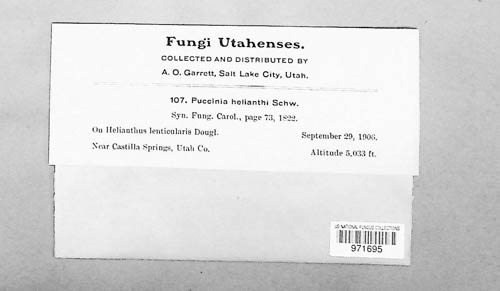 Fungi Utahenses.
COLLECTED AND DISTRIBUTED BY
A. O. Garrett, Salt Lake City, Utah.
107. Puccinia helianthi Schw.
Syn. Fung. Carol., page 73, 1822.
On Helianthus lenticularis Dougl. September 29, 1906.
Near Castilla Springs, Utah Co. Altitude 5,033 ft.
US NATIONAL FUNGUS COLLECTIONS
971695